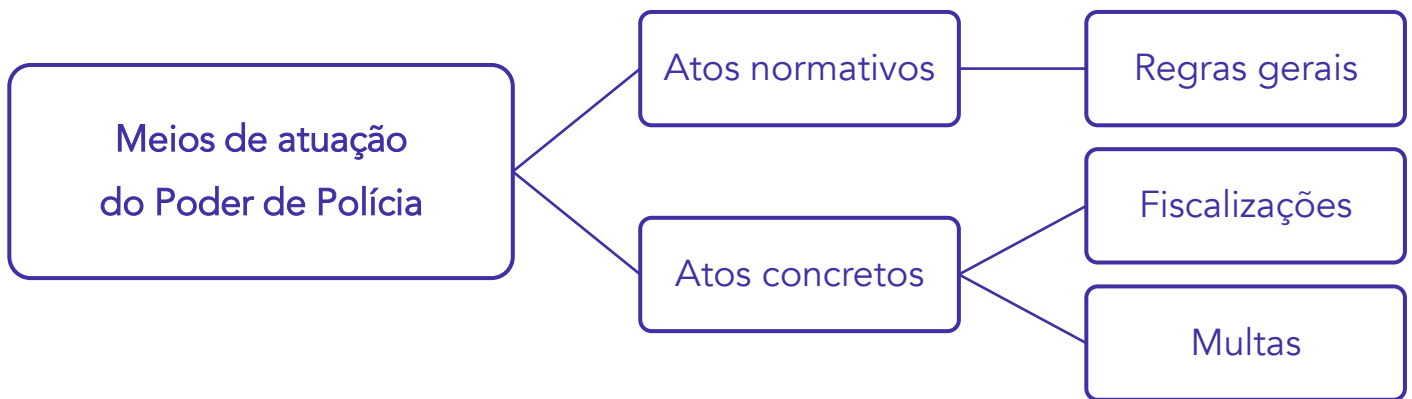 Meios de atuação
do Poder de Polícia
Atos normativos
Regras gerais
Atos concretos
Fiscalizações
Multas